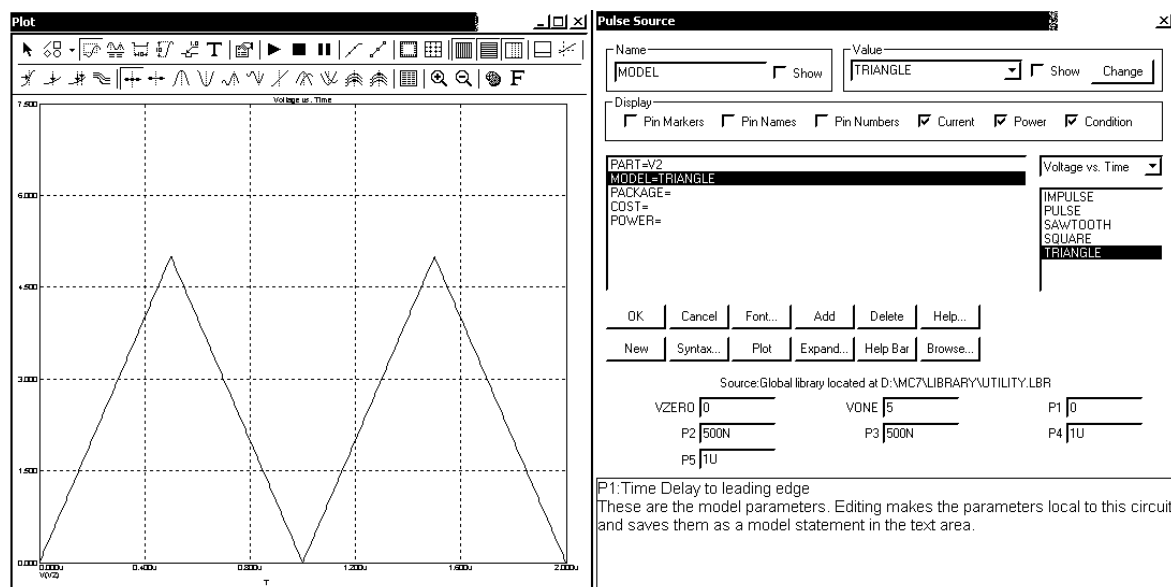 Plot
T
F
Voltage vs. Time
7.500
6.000
4.500
3.000
1.500
0.000
0.000u 0.400u 0.800u 1.200u 1.600u 2.000u
V(V2)
T
Pulse Source
Name
MODEL
Show
Value
TRIANGLE
Show
Change
Display
Pin Markers Pin Names Pin Numbers Current Power Condition
PART=V2
MODEL=TRIANGLE
PACKAGE=
COST=
POWER=
Voltage vs. Time
IMPULSE
PULSE
SAWTOOTH
SQUARE
TRIANGLE
OK Cancel Font... Add Delete Help...
New Syntax... Plot Expand... Help Bar Browse...
Source:Global library located at D:\MC7\LIBRARY\UTILITY.LBR
VZERO 0 VONE 5 P1 0
P2 500N P3 500N P4 1U
P5 1U
P1:Time Delay to leading edge
These are the model parameters. Editing makes the parameters local to this circuit
and saves them as a model statement in the text area.